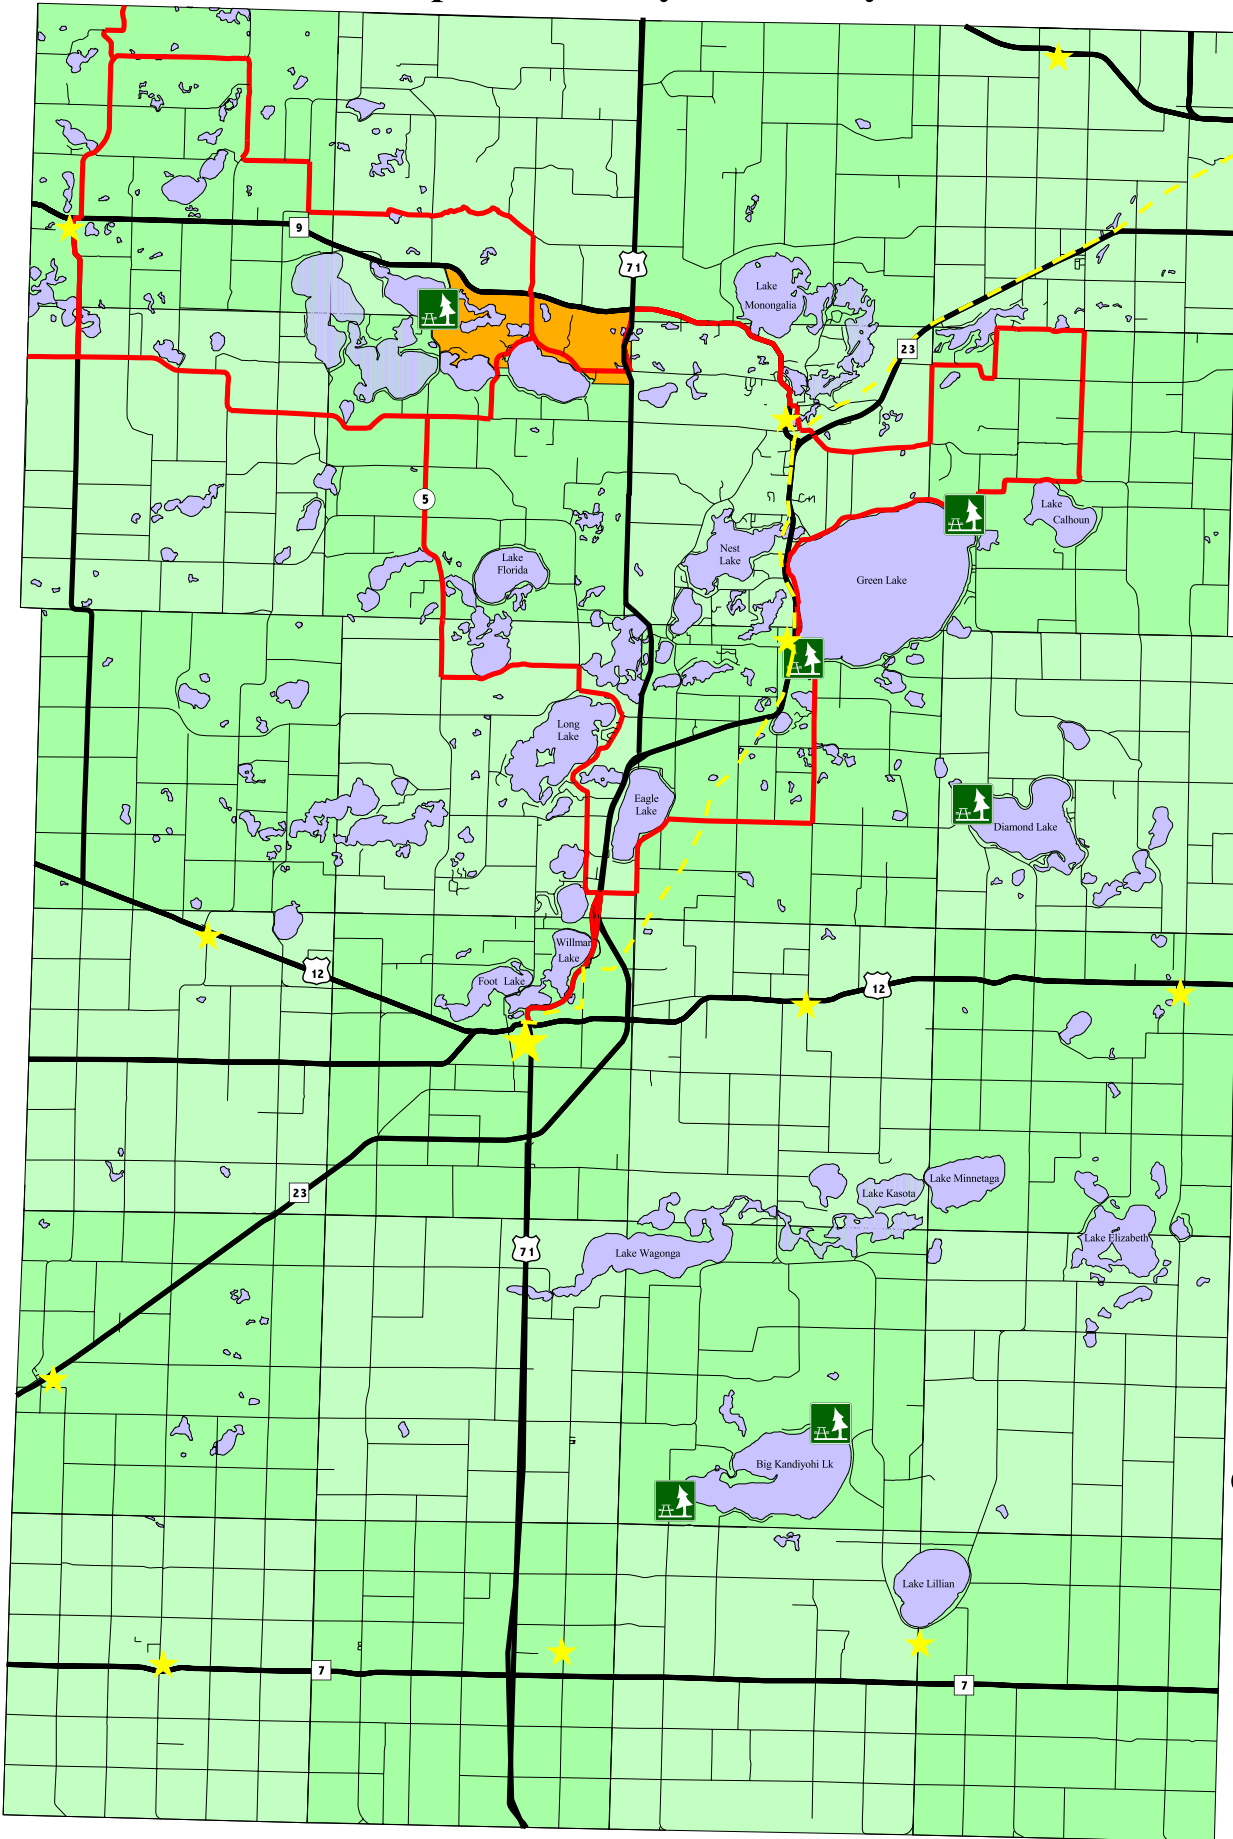 9
71
Lake
Monongalia
23
5
Lake
Calhoun
Nest
Lake
Lake
Florida
Green Lake
Long
Lake
Eagle
Lake
Diamond Lake
Willmar
Lake
Foot Lake
12
12
23
Lake Minnetaga
Lake Kasota
Lake Elizabeth
71
Lake Wagonga
Big Kandiyohi Lk
Lake Lillian
7
7